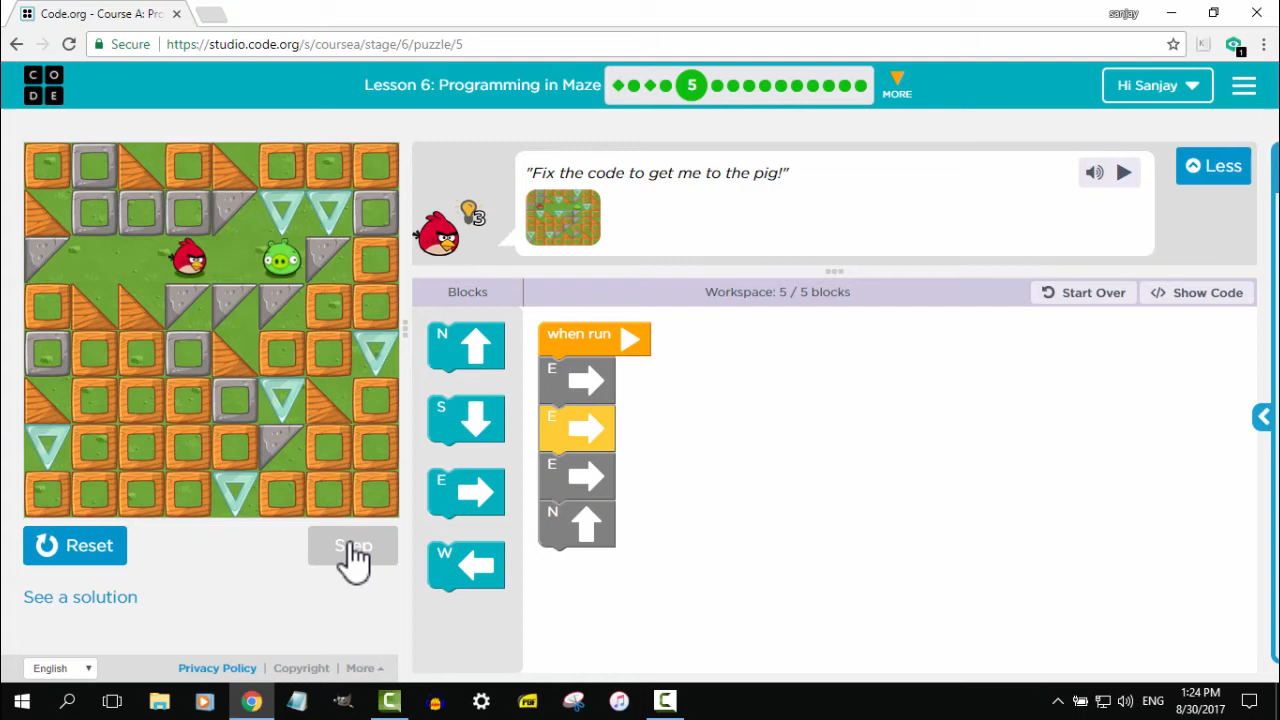 Code.org - Course A: Pro
sanjay
Secure
https://studio.code.org/s/coursea/stage/6/puzzle/5
K
1
C O
D E
Lesson 6: Programming in Maze
5
MORE
Hi Sanjay
"Fix the code to get me to the pig!"
3
Less
Blocks
Workspace: 5 / 5 blocks
Start Over
</> Show Code
N
S
E
W
when run
E
E
E
N
Reset
Step
See a solution
English
Privacy Policy | Copyright | More
ENG
1:24 PM
8/30/2017